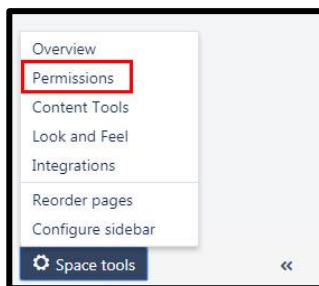 Overview
Permissions
Content Tools
Look and Feel
Integrations
Reorder pages
Configure sidebar
Space tools «